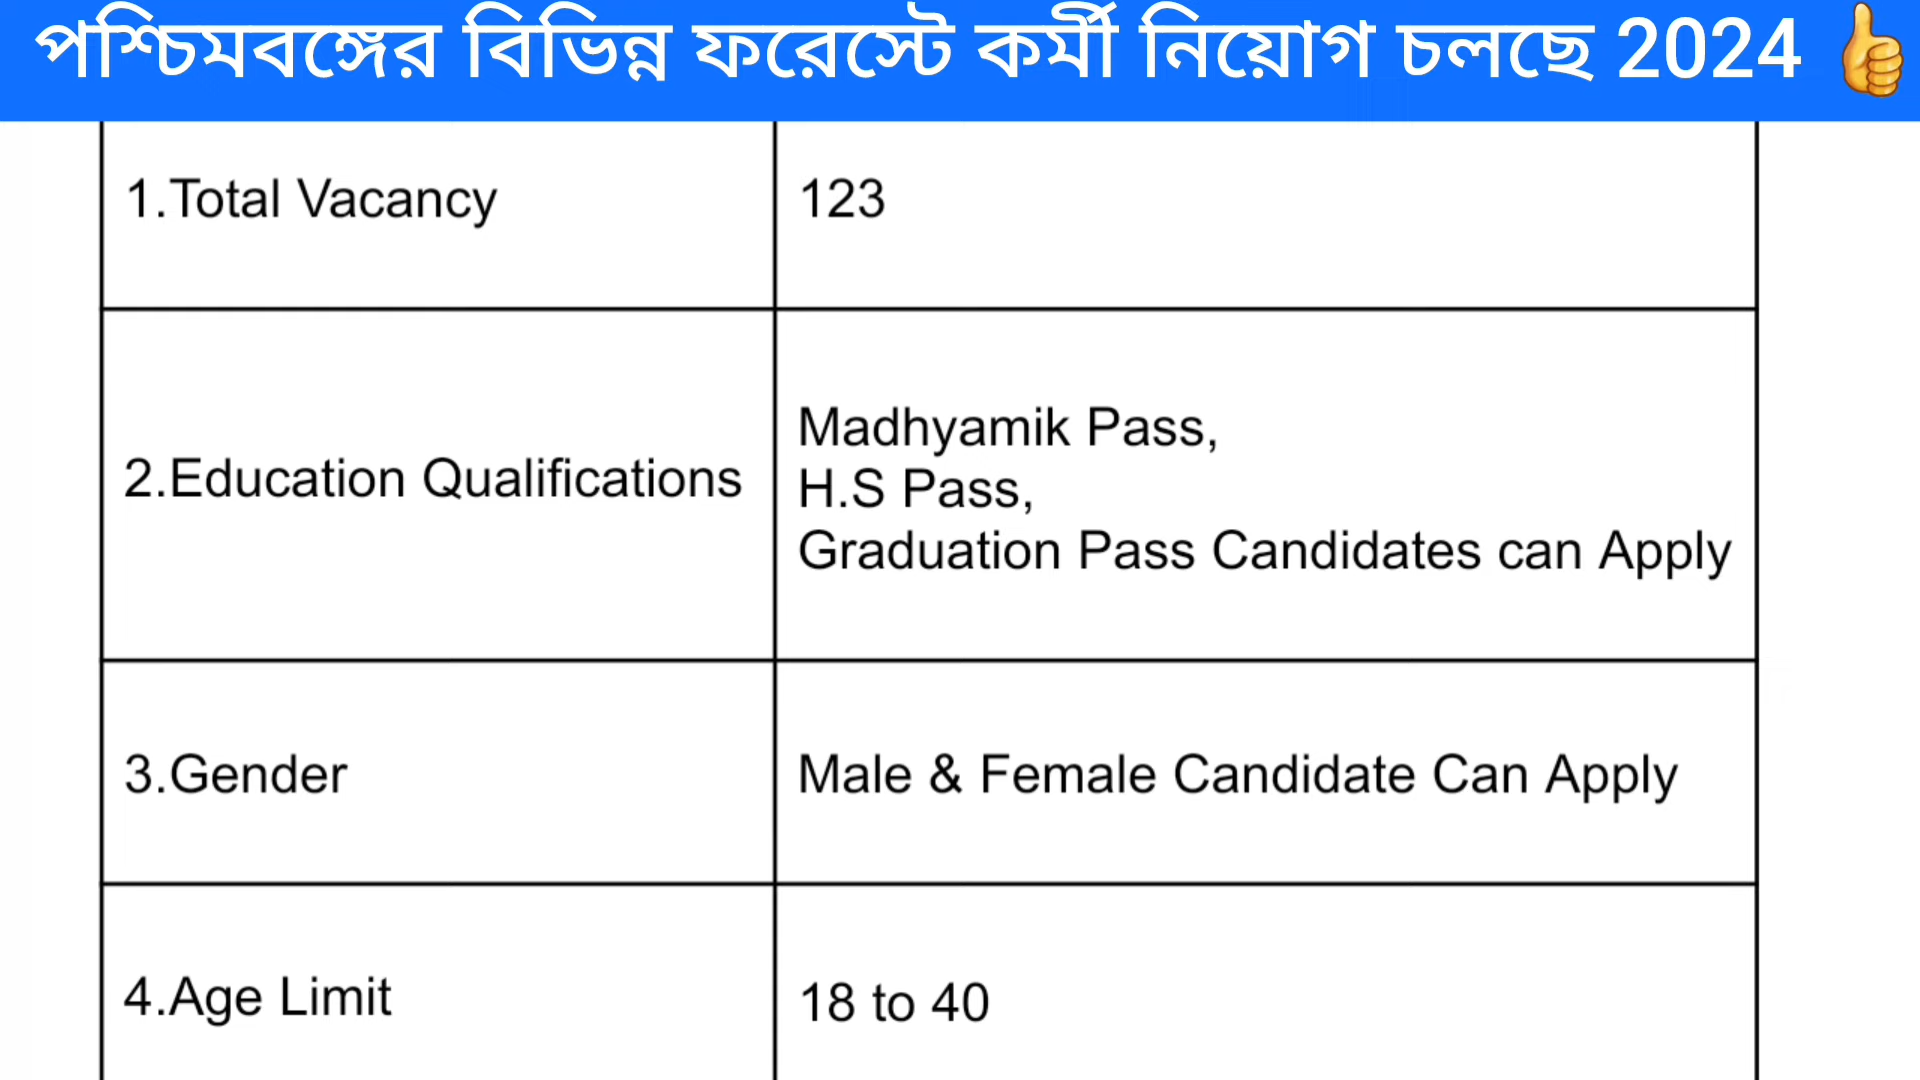 পশ্চিমবঙ্গের বিভিন্ন ফরেস্টে কর্মী নিয়োগ চলছে 2024 👍
1.Total Vacancy
123
2.Education Qualifications
Madhyamik Pass,
H.S Pass,
Graduation Pass Candidates can Apply
3.Gender
Male & Female Candidate Can Apply
4.Age Limit
18 to 40